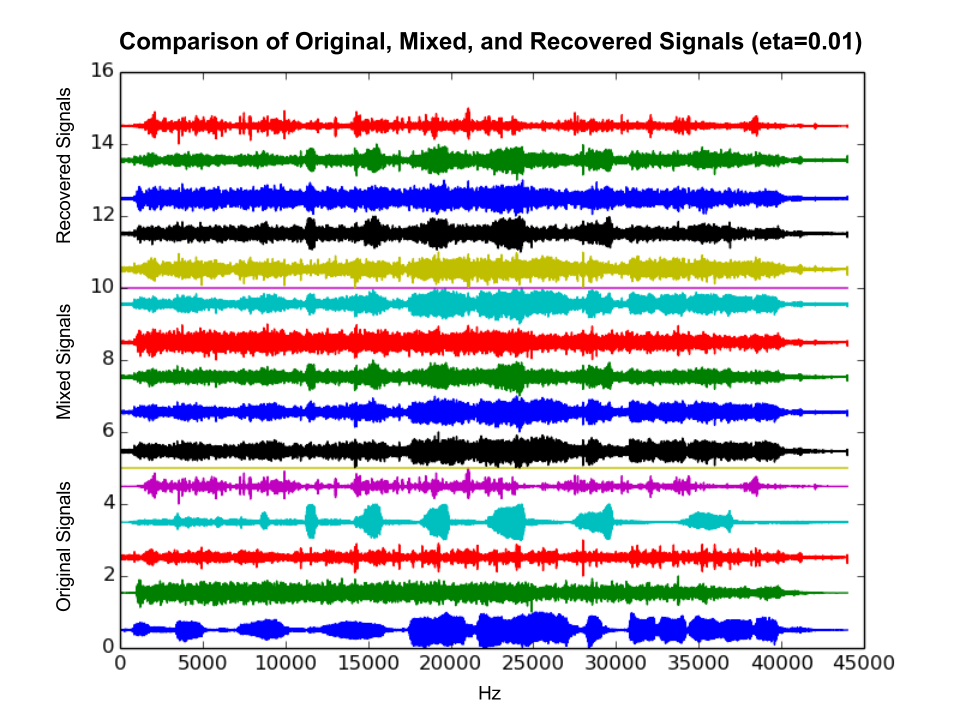 Comparison of Original, Mixed, and Recovered Signals (eta=0.01)
Recovered Signals
Mixed Signals
Original Signals
16
14
12
10
8
6
4
2
0
0 5000 10000 15000 20000 25000 30000 35000 40000 45000
Hz